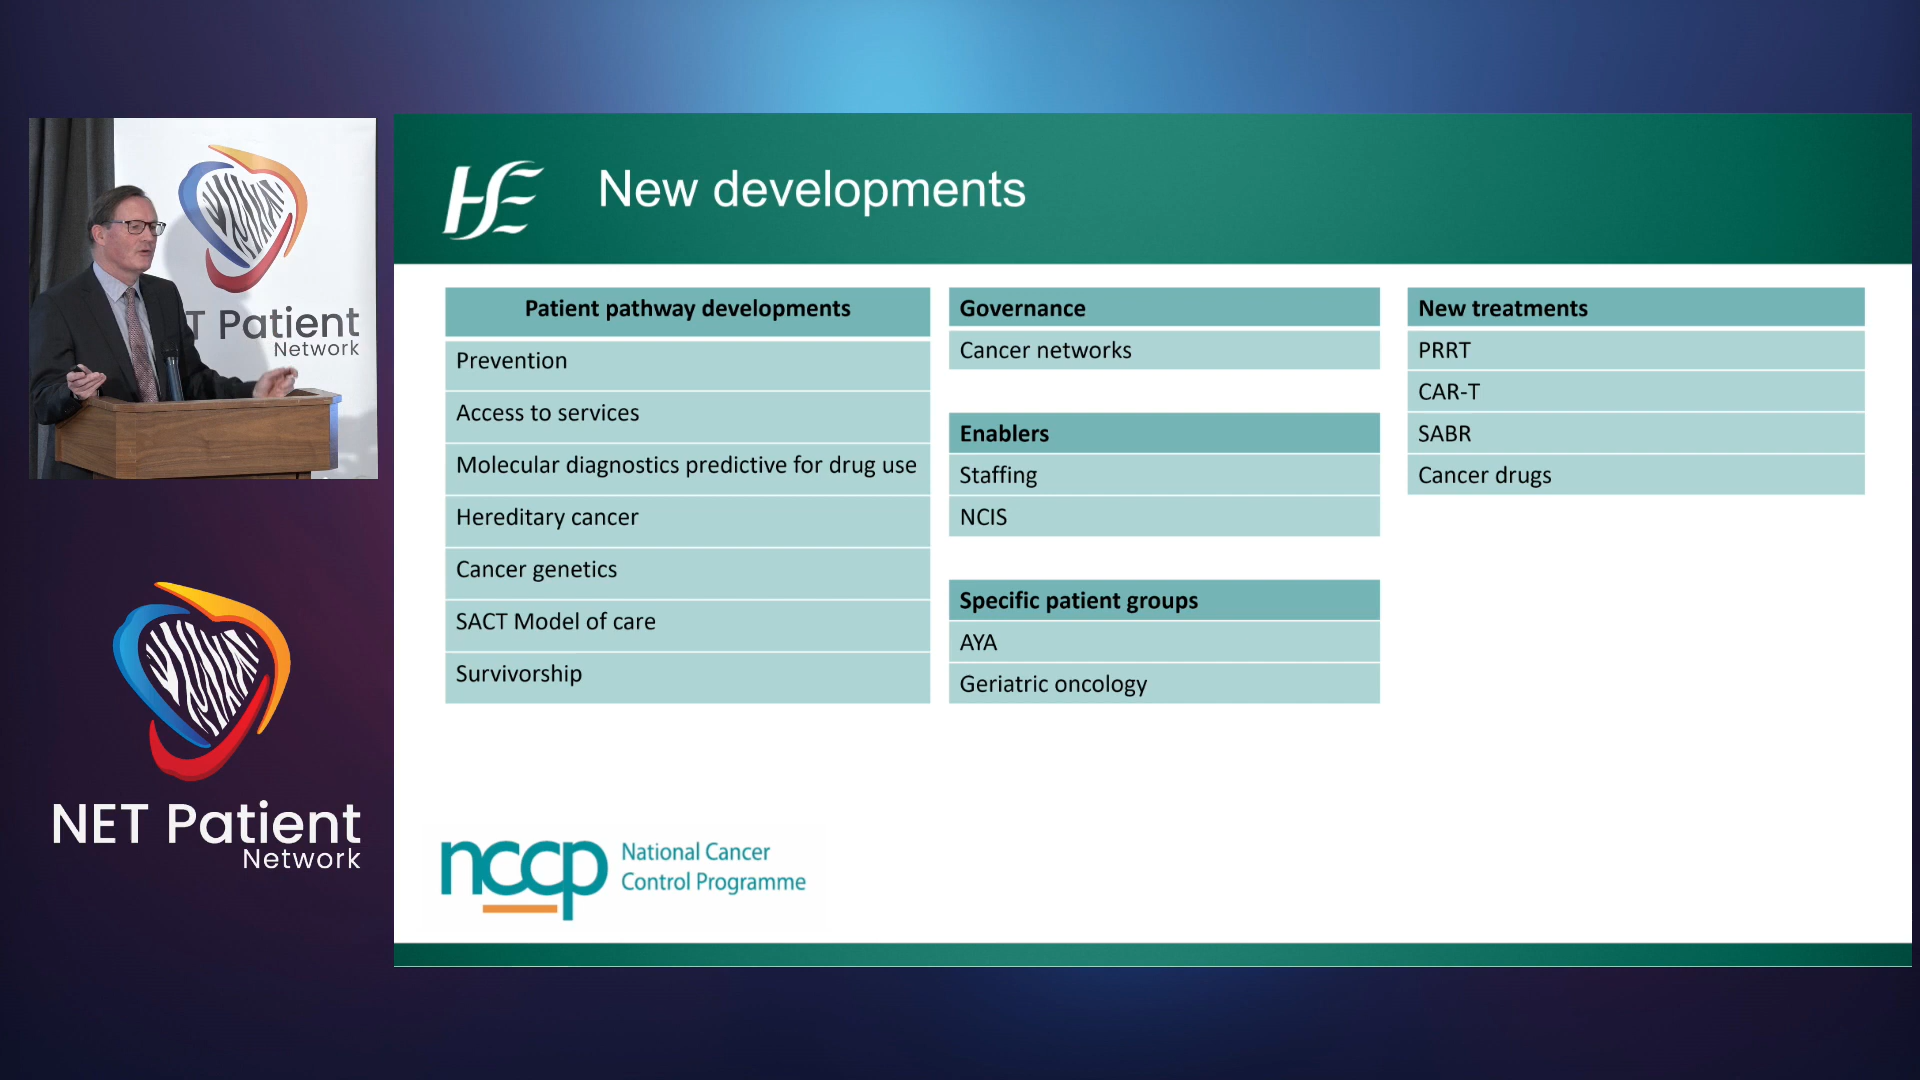 T Patient
Network
NET Patient
Network
HSE
New developments
Patient pathway developments
Prevention
Access to services
Molecular diagnostics predictive for drug use
Hereditary cancer
Cancer genetics
SACT Model of care
Survivorship
Governance
Cancer networks
Enablers
Staffing
NCIS
Specific patient groups
AYA
Geriatric oncology
New treatments
PRRT
CAR-T
SABR
Cancer drugs
nccp
National Cancer
Control Programme